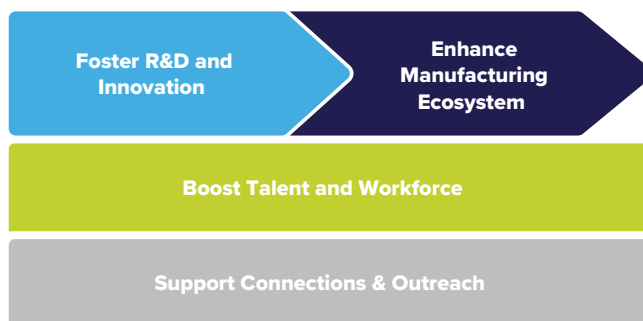 Foster R&D and
Innovation
Enhance
Manufacturing
Ecosystem
Boost Talent and Workforce
Support Connections & Outreach